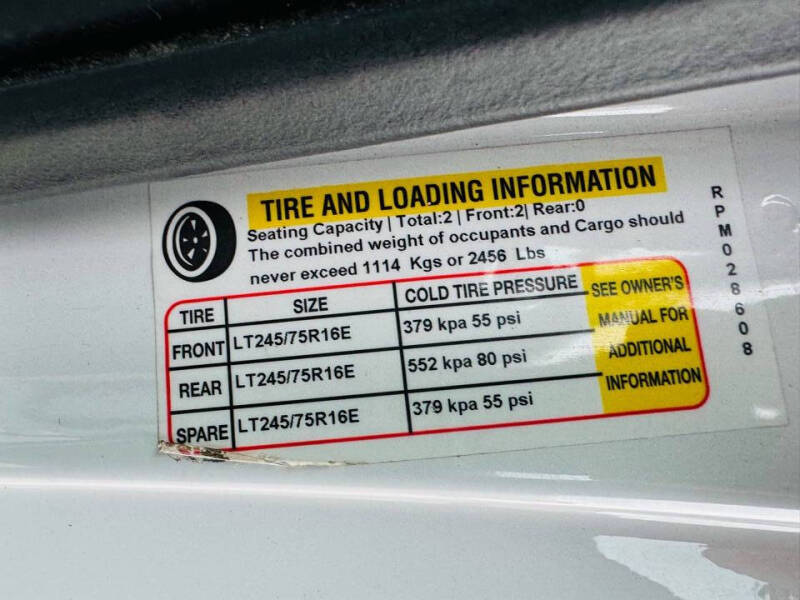 TIRE AND LOADING INFORMATION
Seating Capacity | Total:2 | Front:2| Rear:0
The combined weight of occupants and Cargo should
never exceed 1114 Kgs or 2456 Lbs
TIRE SIZE COLD TIRE PRESSURE
FRONT LT245/75R16E 379 kpa 55 psi
REAR LT245/75R16E 552 kpa 80 psi
SPARE LT245/75R16E 379 kpa 55 psi
SEE OWNER'S
MANUAL FOR
ADDITIONAL
INFORMATION
RPM028608